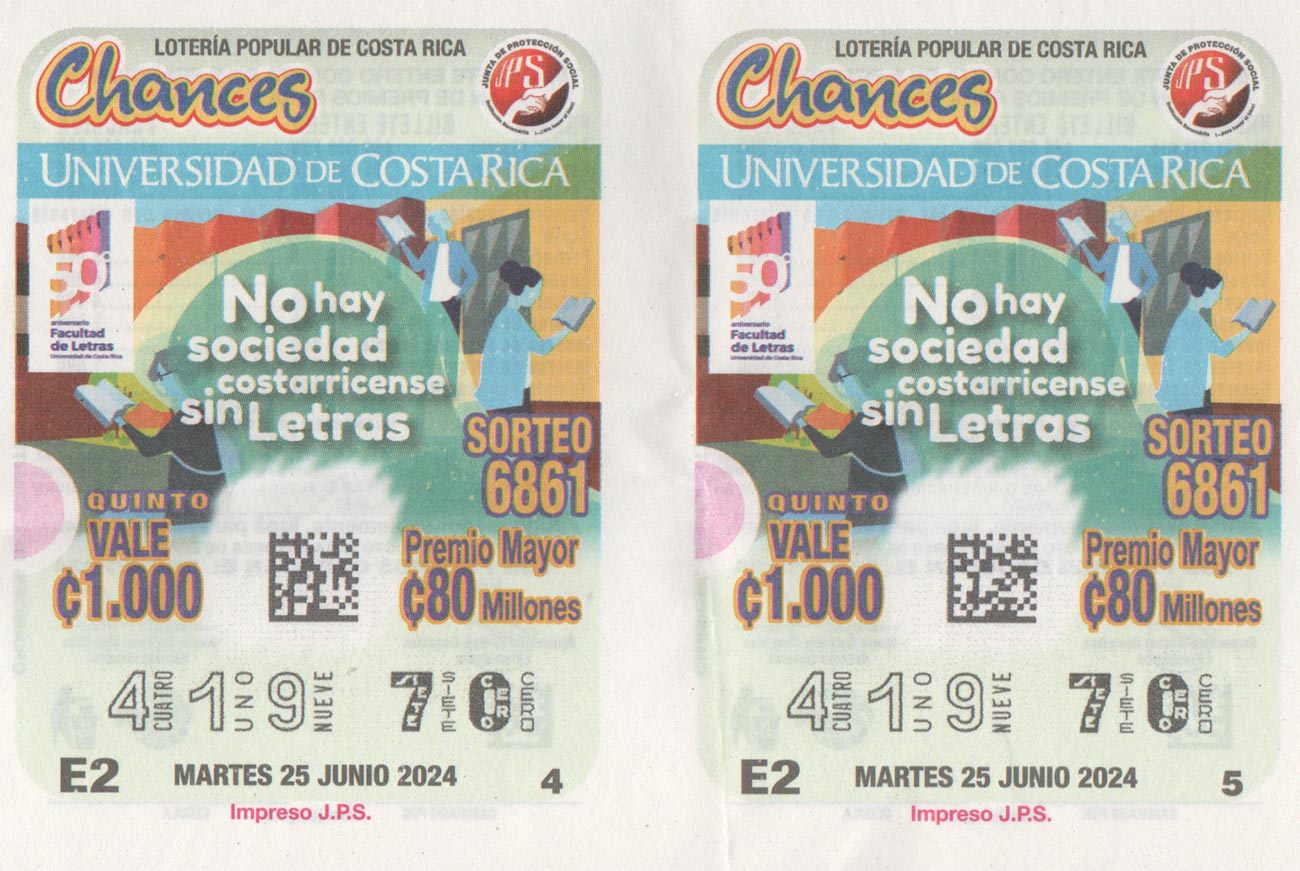 LOTERÍA POPULAR DE COSTA RICA
Chances
JUNTA DE PROTECCIÓN SOCIAL
JPS
UNIVERSIDAD DE COSTA RICA
50
aniversario
Facultad
de Letras
Universidad de Costa Rica
No hay
sociedad
costarricense
sin Letras
SORTEO
6861
QUINTO
VALE
₡1.000
Premio Mayor
₡80 Millones
4 CUATRO 1 UNO 9 NUEVE 7 SIETE SIETE 0 CERO CERO
E2 MARTES 25 JUNIO 2024 4
Impreso J.P.S.
LOTERÍA POPULAR DE COSTA RICA
Chances
JUNTA DE PROTECCIÓN SOCIAL
JPS
UNIVERSIDAD DE COSTA RICA
50
aniversario
Facultad
de Letras
Universidad de Costa Rica
No hay
sociedad
costarricense
sin Letras
SORTEO
6861
QUINTO
VALE
₡1.000
Premio Mayor
₡80 Millones
4 CUATRO 1 UNO 9 NUEVE 7 SIETE SIETE 0 CERO CERO
E2 MARTES 25 JUNIO 2024 5
Impreso J.P.S.